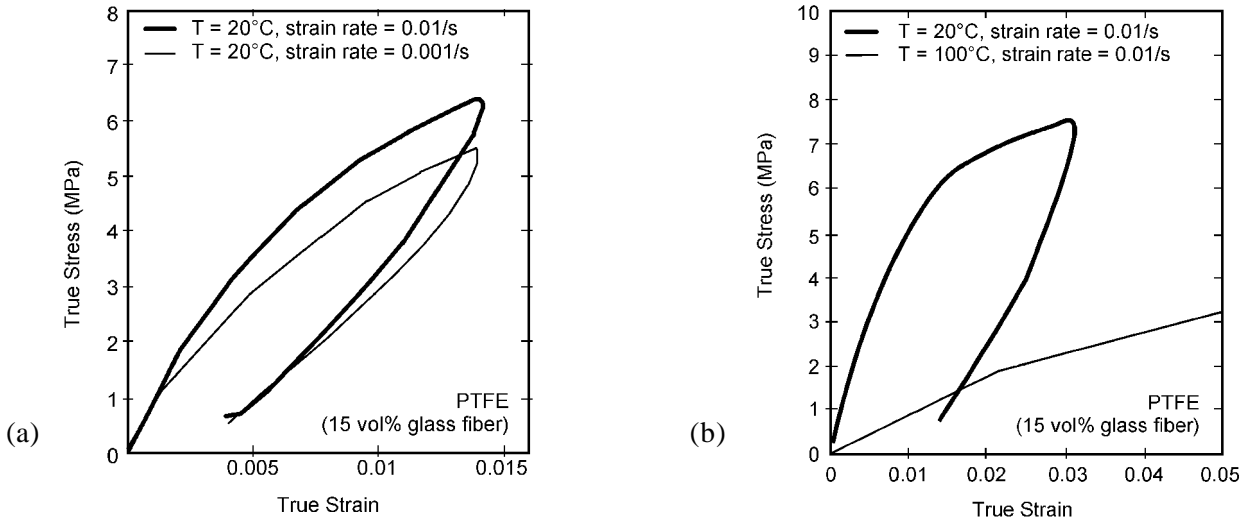 8
7
6
5
4
3
2
1
0
T = 20°C, strain rate = 0.01/s
T = 20°C, strain rate = 0.001/s
True Stress (MPa)
PTFE
(15 vol% glass fiber)
0.005
0.010
0.015
True Strain
(a)
10
9
8
7
6
5
4
3
2
1
0
T = 20°C, strain rate = 0.01/s
T = 100°C, strain rate = 0.01/s
True Stress (MPa)
PTFE
(15 vol% glass fiber)
0
0.01
0.02
0.03
0.04
0.05
True Strain
(b)